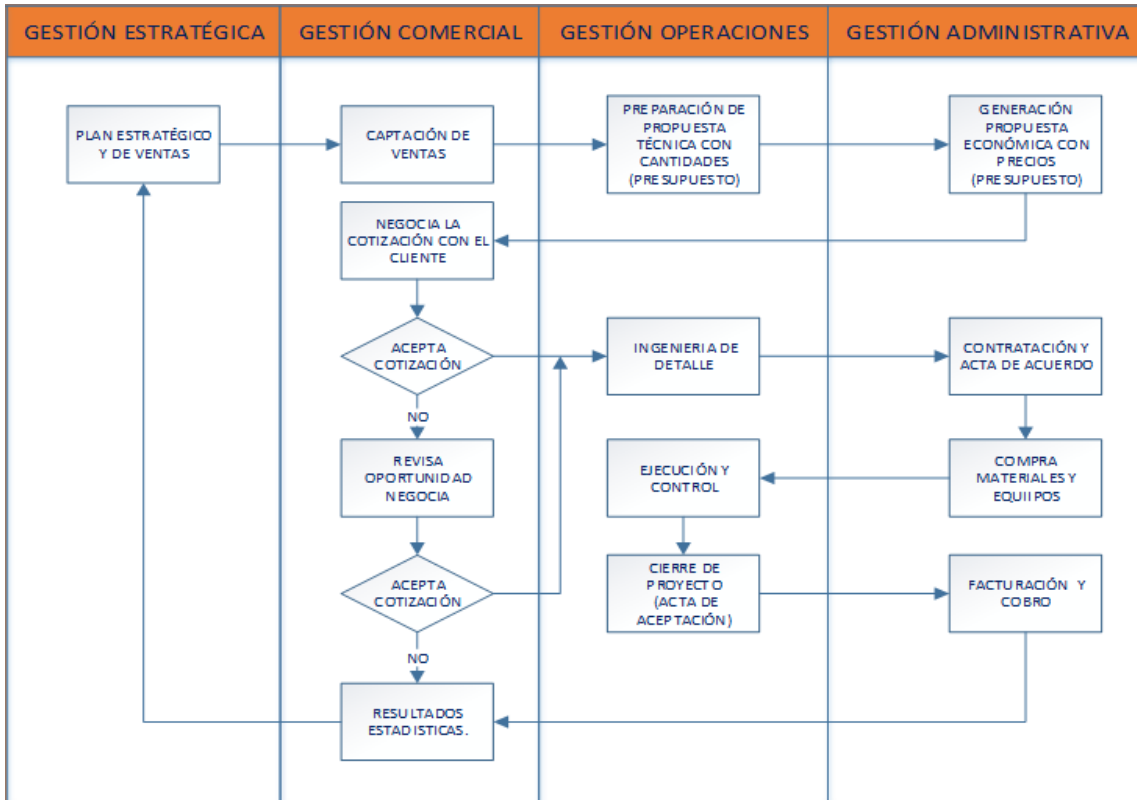 GESTIÓN ESTRATÉGICA
GESTIÓN COMERCIAL
GESTIÓN OPERACIONES
GESTIÓN ADMINISTRATIVA
PLAN ESTRATÉGICO
Y DE VENTAS
CAPTACIÓN DE
VENTAS
PREPARACIÓN DE
PROPUESTA
TÉCNICA CON
CANTIDADES
(PRESUPUESTO)
GENERACIÓN
PROPUESTA
ECONÓMICA CON
PRECIOS
(PRESUPUESTO)
NEGOCIA LA
COTIZACIÓN CON EL
CLIENTE
ACEPTA
COTIZACIÓN
INGENIERIA DE
DETALLE
CONTRATACIÓN Y
ACTA DE ACUERDO
NO
REVISA
OPORTUNIDAD
NEGOCIA
EJECUCIÓN Y
CONTROL
COMPRA
MATERIALES Y
EQUIIPOS
ACEPTA
COTIZACIÓN
CIERRE DE
PROYECTO
(ACTA DE
ACEPTACIÓN)
FACTURACIÓN Y
COBRO
NO
RESULTADOS
ESTADISTICAS.